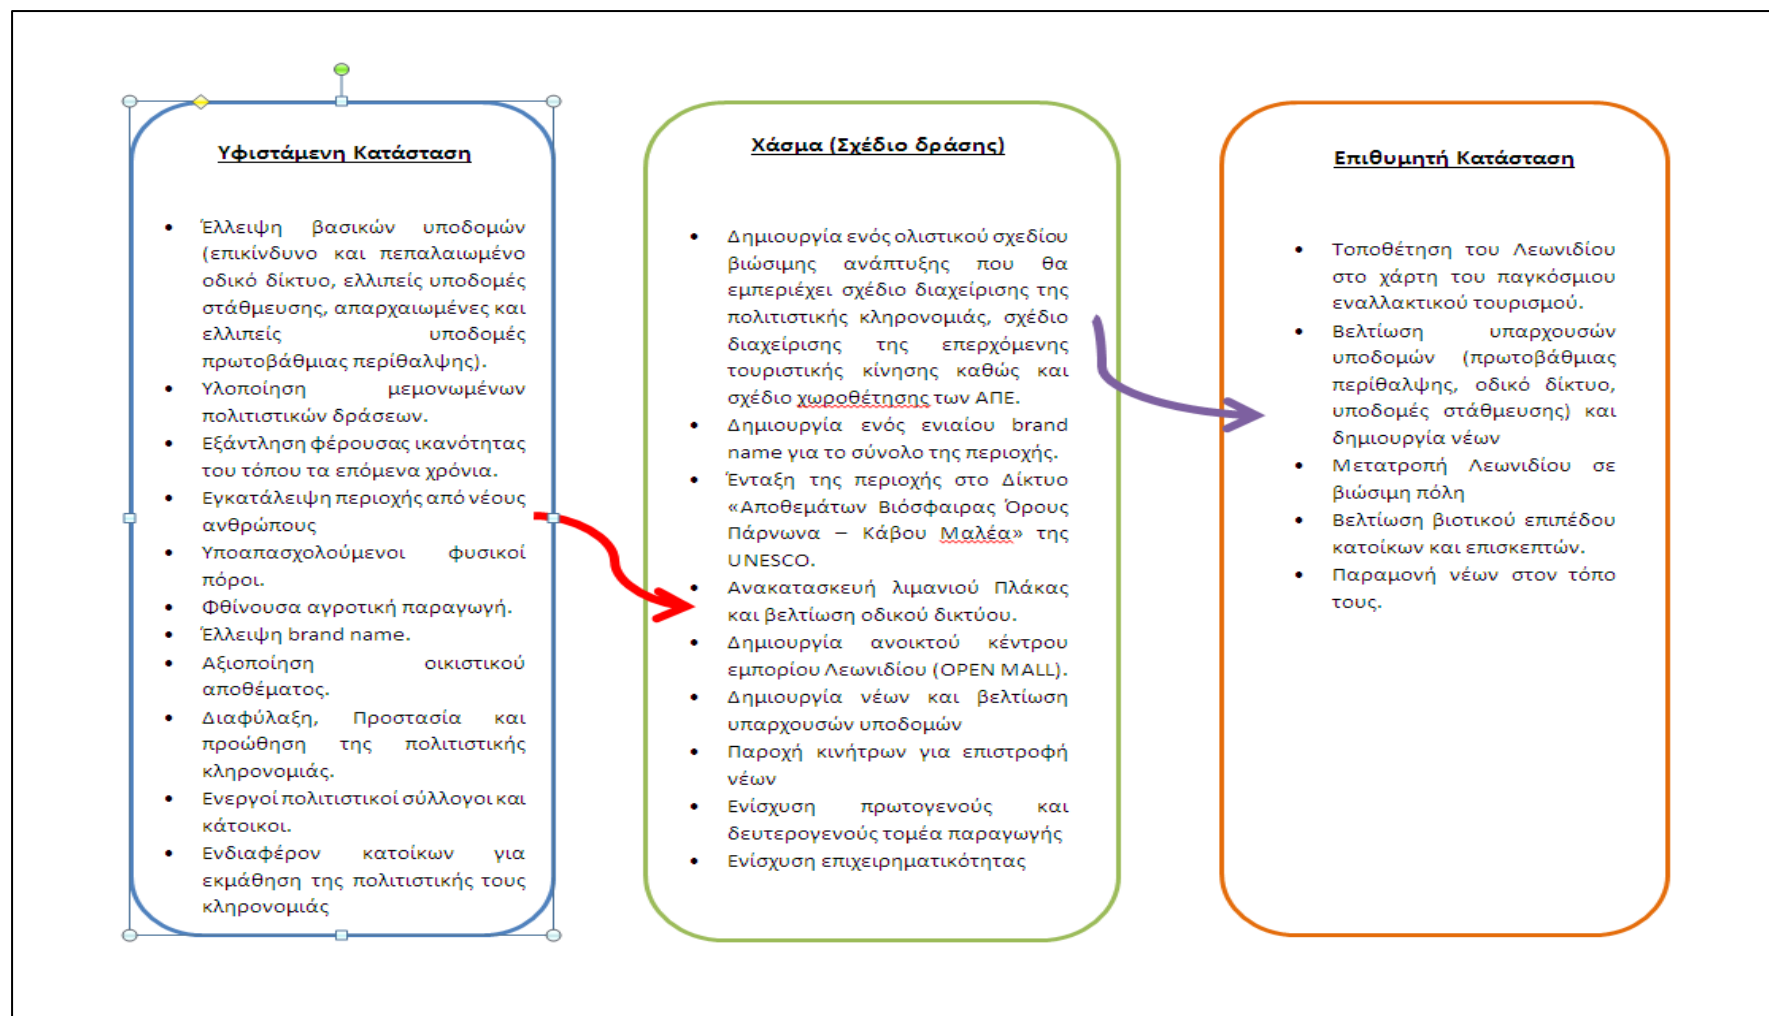 Υφιστάμενη Κατάσταση
• Έλλειψη βασικών υποδομών
(επικίνδυνο και πεπαλαιωμένο
οδικό δίκτυο, ελλιπείς υποδομές
στάθμευσης, απαρχαιωμένες και
ελλιπείς υποδομές
πρωτοβάθμιας περίθαλψης).
• Υλοποίηση μεμονωμένων
πολιτιστικών δράσεων.
• Εξάντληση φέρουσας ικανότητας
του τόπου τα επόμενα χρόνια.
• Εγκατάλειψη περιοχής από νέους
ανθρώπους
• Υποαπασχολούμενοι φυσικοί
πόροι.
• Φθίνουσα αγροτική παραγωγή.
• Έλλειψη brand name.
• Αξιοποίηση οικιστικού
αποθέματος.
• Διαφύλαξη, Προστασία και
προώθηση της πολιτιστικής
κληρονομιάς.
• Ενεργοί πολιτιστικοί σύλλογοι και
κάτοικοι.
• Ενδιαφέρον κατοίκων για
εκμάθηση της πολιτιστικής τους
κληρονομιάς
Χάσμα (Σχέδιο δράσης)
• Δημιουργία ενός ολιστικού σχεδίου
βιώσιμης ανάπτυξης που θα
εμπεριέχει σχέδιο διαχείρισης της
πολιτιστικής κληρονομιάς, σχέδιο
διαχείρισης της επερχόμενης
τουριστικής κίνησης καθώς και
σχέδιο χωροθέτησης των ΑΠΕ.
• Δημιουργία ενός ενιαίου brand
name για το σύνολο της περιοχής.
• Ένταξη της περιοχής στο Δίκτυο
«Αποθεμάτων Βιόσφαιρας Όρους
Πάρνωνα – Κάβου Μαλέα» της
UNESCO.
• Ανακατασκευή λιμανιού Πλάκας
και βελτίωση οδικού δικτύου.
• Δημιουργία ανοικτού κέντρου
εμπορίου Λεωνιδίου (OPEN MALL).
• Δημιουργία νέων και βελτίωση
υπαρχουσών υποδομών
• Παροχή κινήτρων για επιστροφή
νέων
• Ενίσχυση πρωτογενούς και
δευτερογενούς τομέα παραγωγής
• Ενίσχυση επιχειρηματικότητας
Επιθυμητή Κατάσταση
• Τοποθέτηση του Λεωνιδίου
στο χάρτη του παγκόσμιου
εναλλακτικού τουρισμού.
• Βελτίωση υπαρχουσών
υποδομών (πρωτοβάθμιας
περίθαλψης, οδικό δίκτυο,
υποδομές στάθμευσης) και
δημιουργία νέων
• Μετατροπή Λεωνιδίου σε
βιώσιμη πόλη
• Βελτίωση βιοτικού επιπέδου
κατοίκων και επισκεπτών.
• Παραμονή νέων στον τόπο
τους.